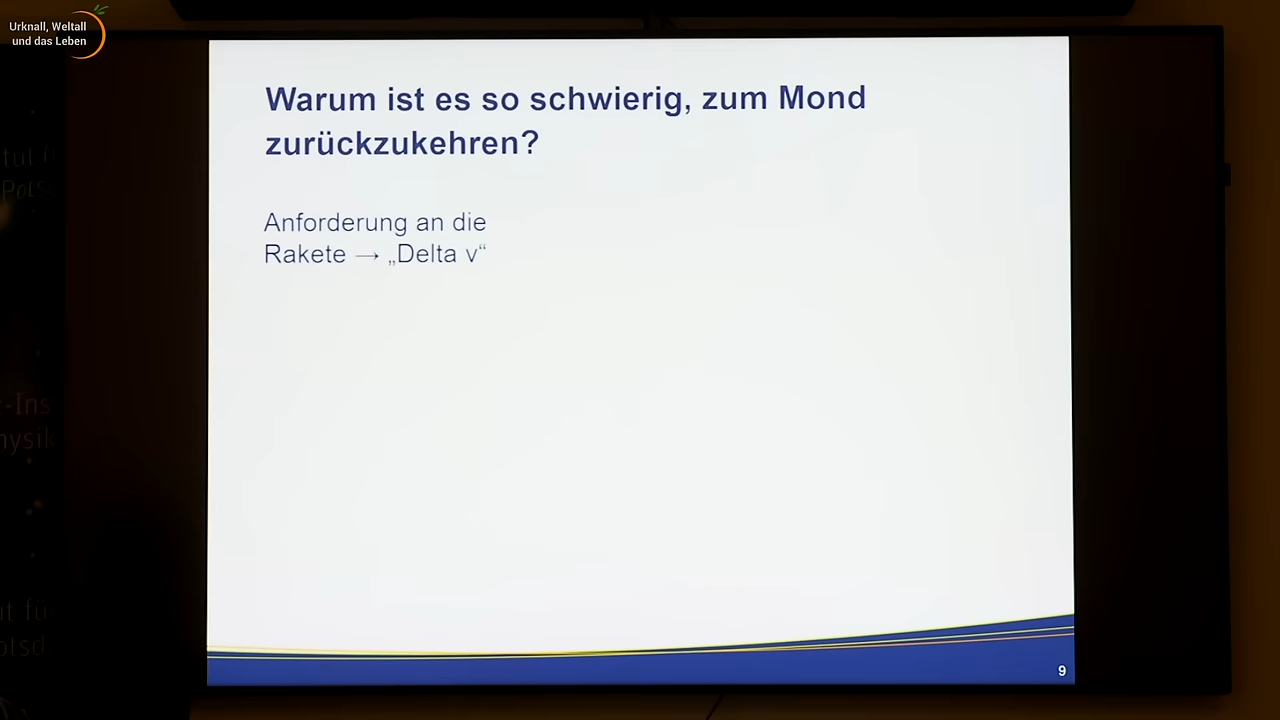 Urknall, Weltall
und das Leben
Warum ist es so schwierig, zum Mond
zurückzukehren?
Anforderung an die
Rakete → „Delta v“
9